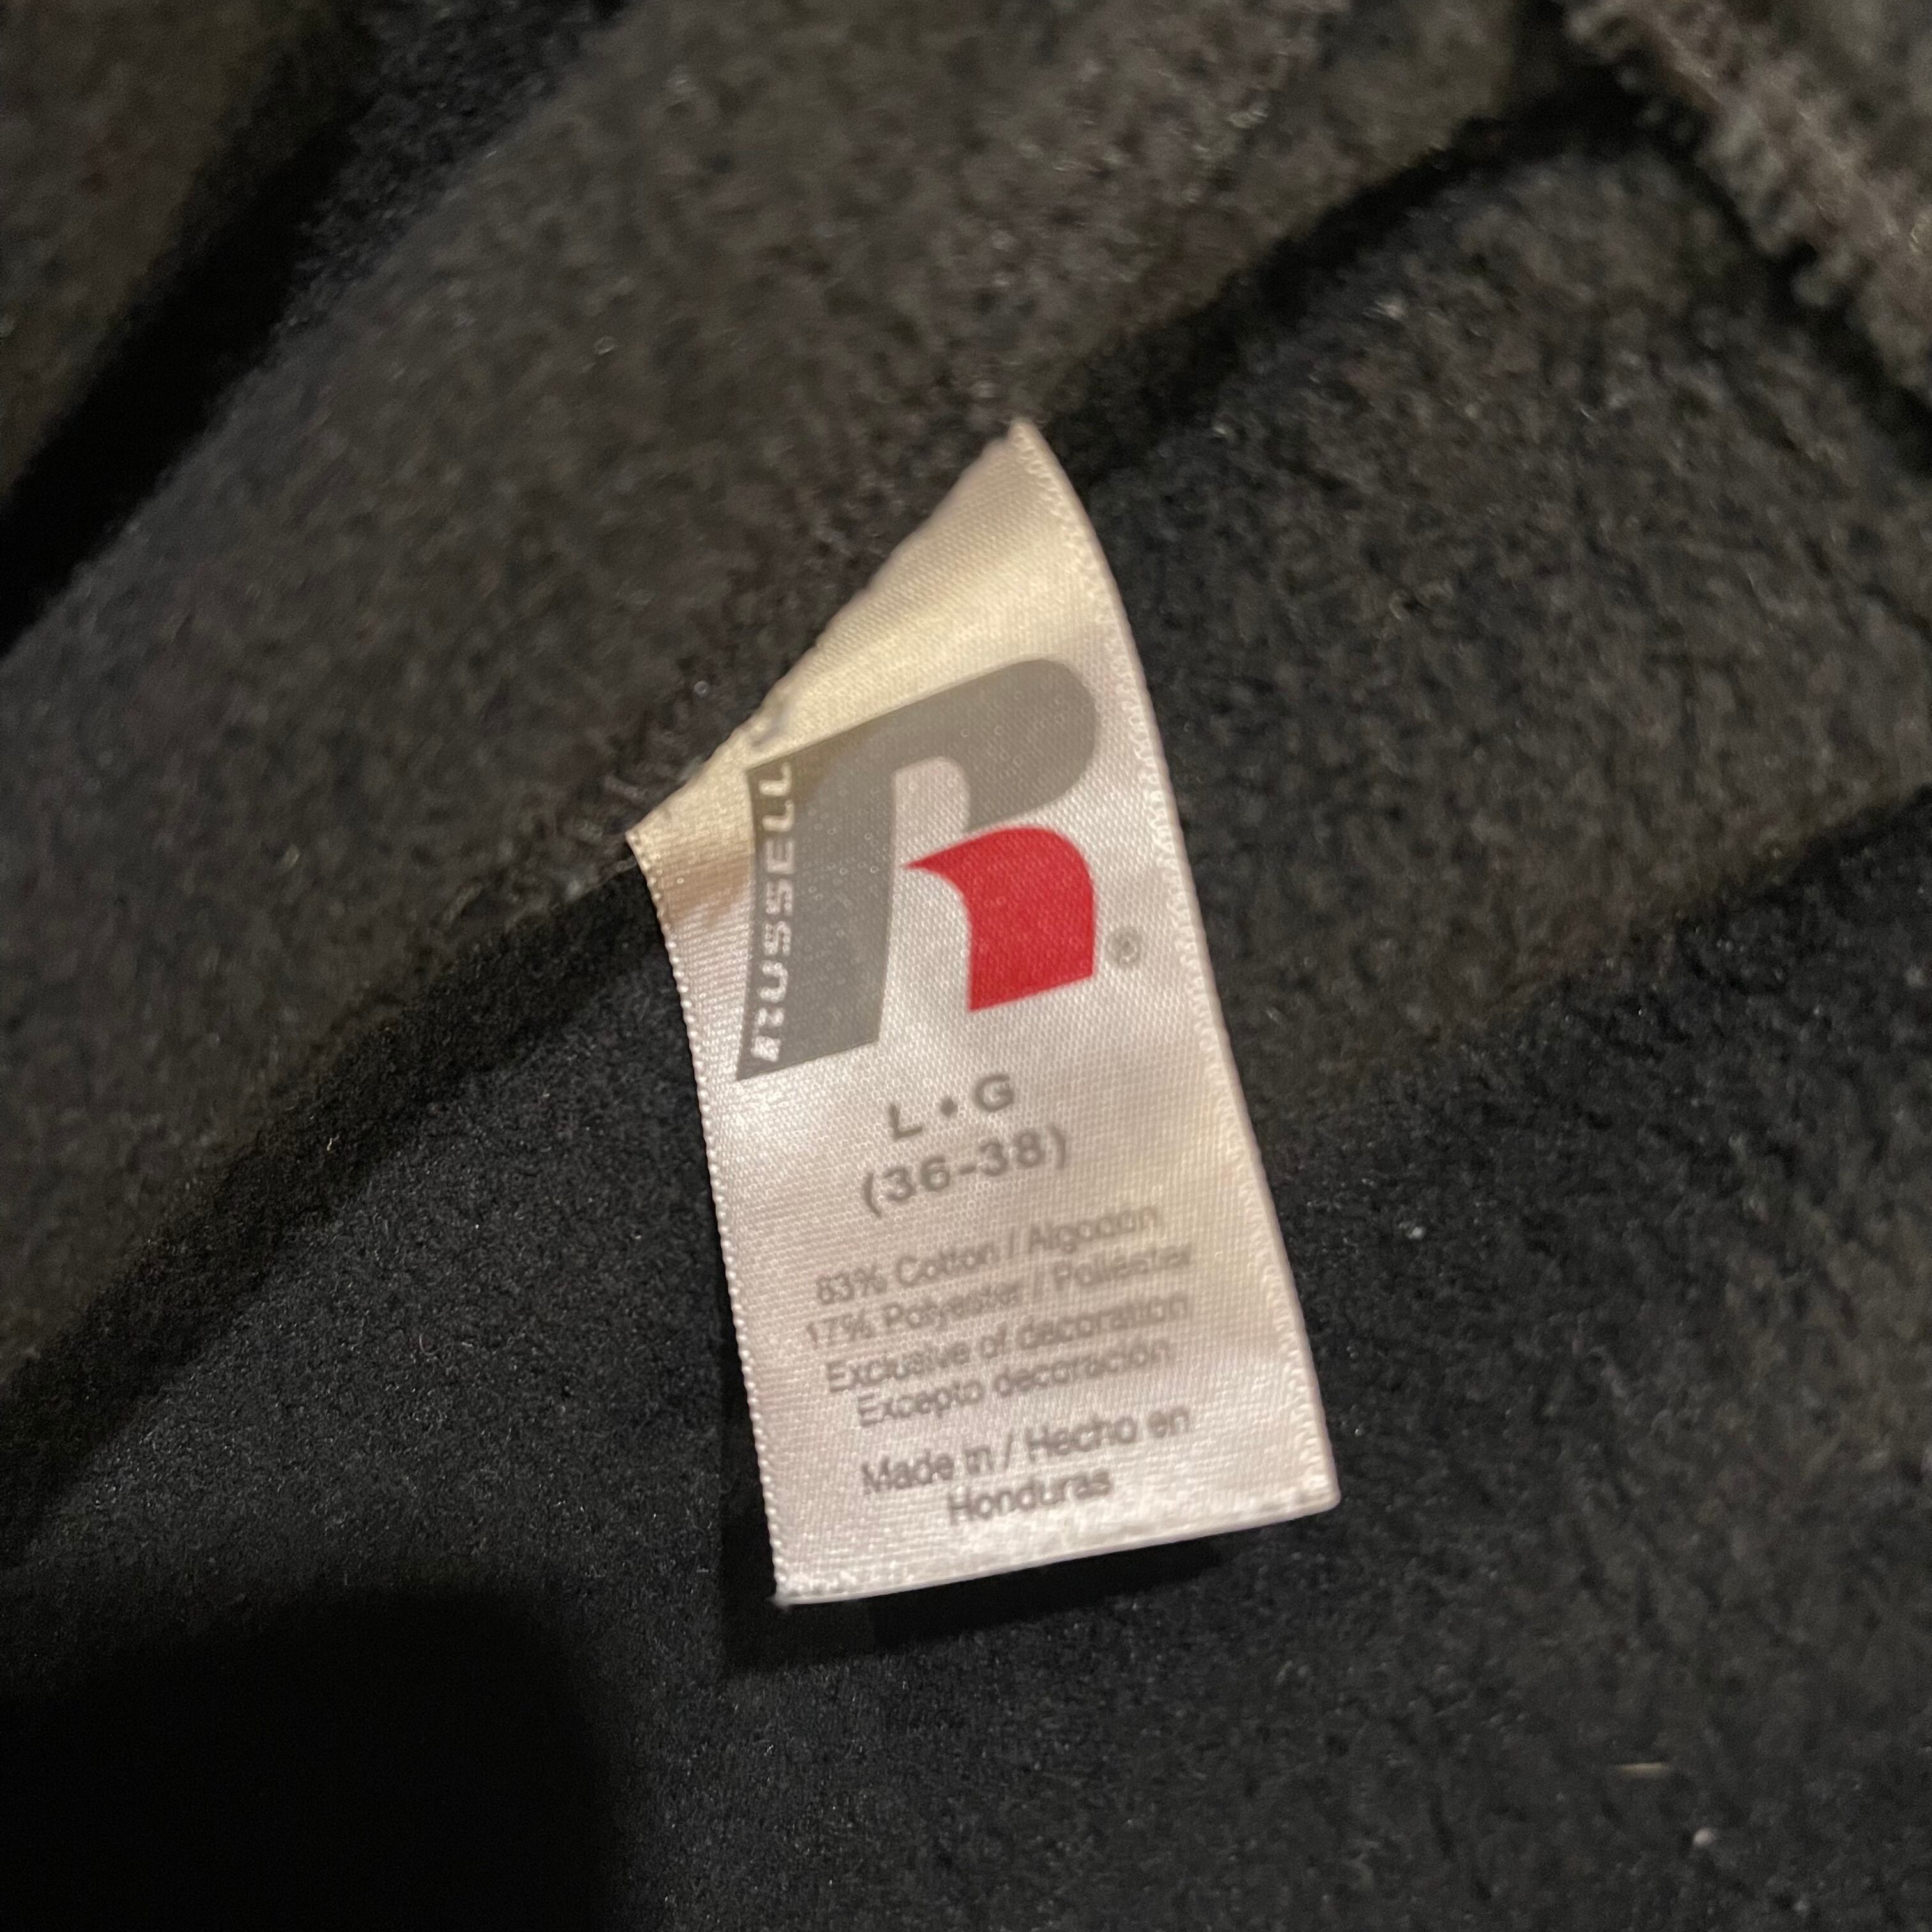 RUSSELL
®
L•G
(36-38)
83% Cotton / Algodón
17% Polyester / Poliéster
Exclusive of decoration
Excepto decoración
Made in / Hecho en
Honduras